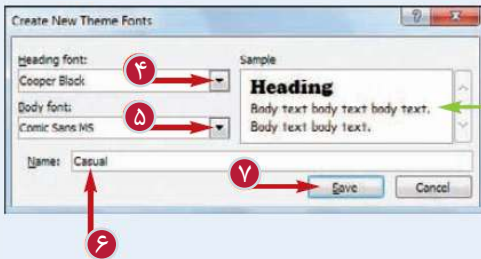 Create New Theme Fonts
Heading font:
Sample
Cooper Black
۴
Heading
Body text body text body text.
Body text body text.
Body font:
Comic Sans MS
۵
Name: Casual
۷
Save
Cancel
۶